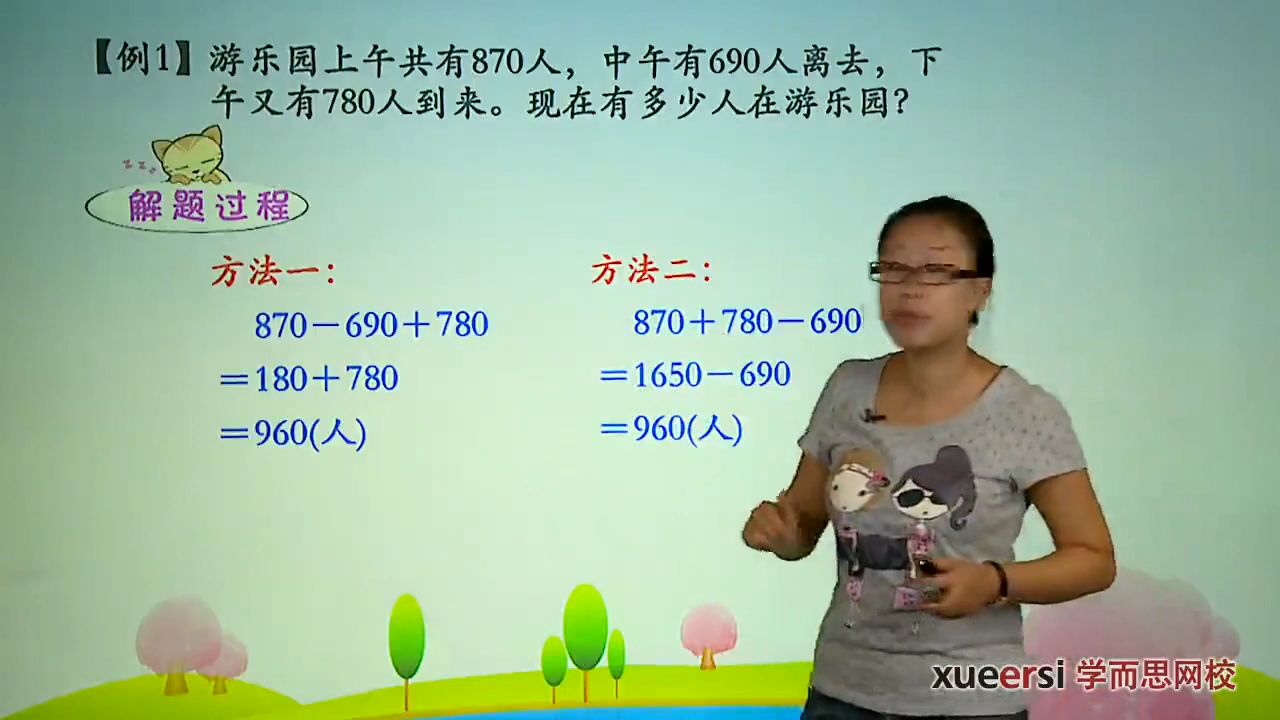 【例1】游乐园上午共有870人，中午有690人离去，下
午又有780人到来。现在有多少人在游乐园？
z z z
解题过程
方法一：
870－690＋780
＝180＋780
＝960(人)
方法二：
870＋780－690
＝1650－690
＝960(人)
xueersi 学而思网校